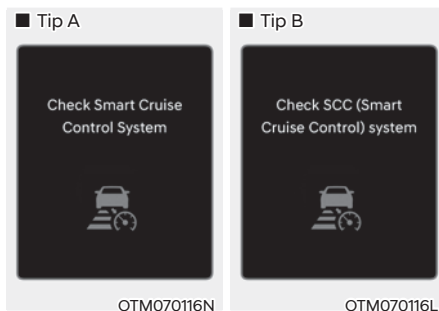 ■ Tip A
Check Smart Cruise
Control System
OTM070116N
■ Tip B
Check SCC (Smart
Cruise Control) system
OTM070116L